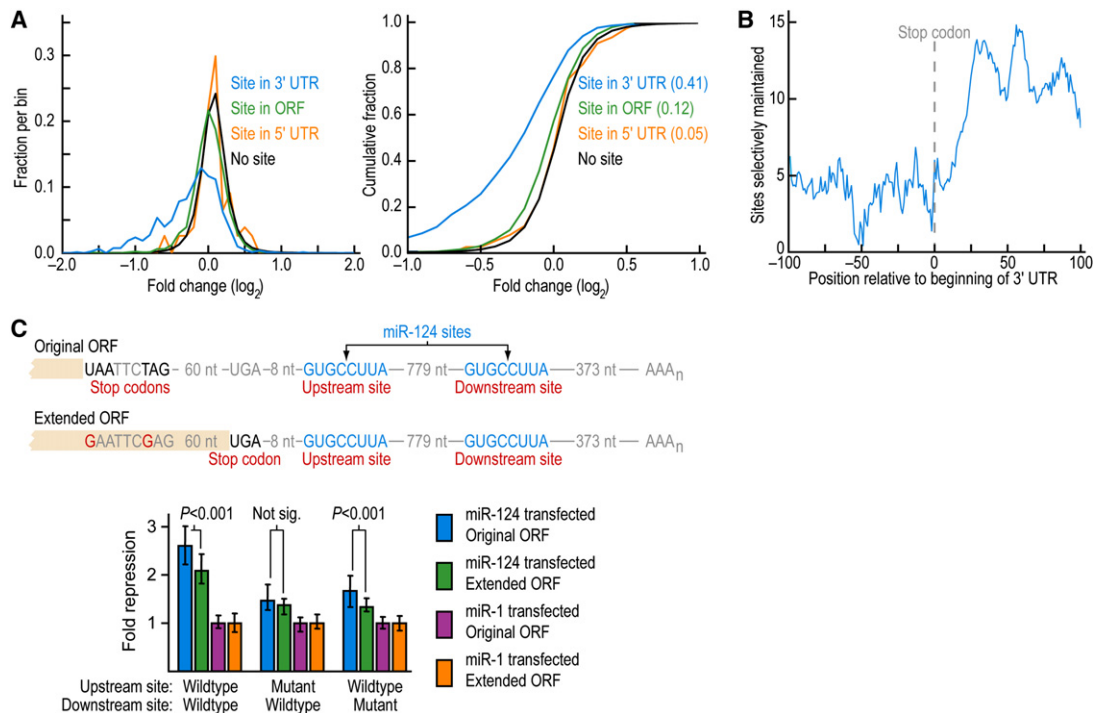 A
Fraction per bin
0.3
0.2
0.1
0.0
−2.0
−1.0
0.0
1.0
2.0
Fold change (log2)
Site in 3' UTR
Site in ORF
Site in 5' UTR
No site
Cumulative fraction
1.0
0.8
0.6
0.4
0.2
0.0
−1.0
−0.5
0.0
0.5
1.0
Fold change (log2)
Site in 3' UTR (0.41)
Site in ORF (0.12)
Site in 5' UTR (0.05)
No site
B
Sites selectively maintained
15
10
5
0
Stop codon
−100
−50
0
50
100
Position relative to beginning of 3' UTR
C
miR-124 sites
Original ORF
UAATTCTAG — 60 nt — UGA — 8 nt — GUGCCUUA — 779 nt — GUGCCUUA — 373 nt — AAAn
Stop codons Upstream site Downstream site
Extended ORF
GAATTCGAG 60 nt UGA — 8 nt — GUGCCUUA — 779 nt — GUGCCUUA — 373 nt — AAAn
Stop codon Upstream site Downstream site
Fold repression
3
2
1
P<0.001
Not sig.
P<0.001
Upstream site: Wildtype Mutant Wildtype
Downstream site: Wildtype Wildtype Mutant
miR-124 transfected
Original ORF
miR-124 transfected
Extended ORF
miR-1 transfected
Original ORF
miR-1 transfected
Extended ORF